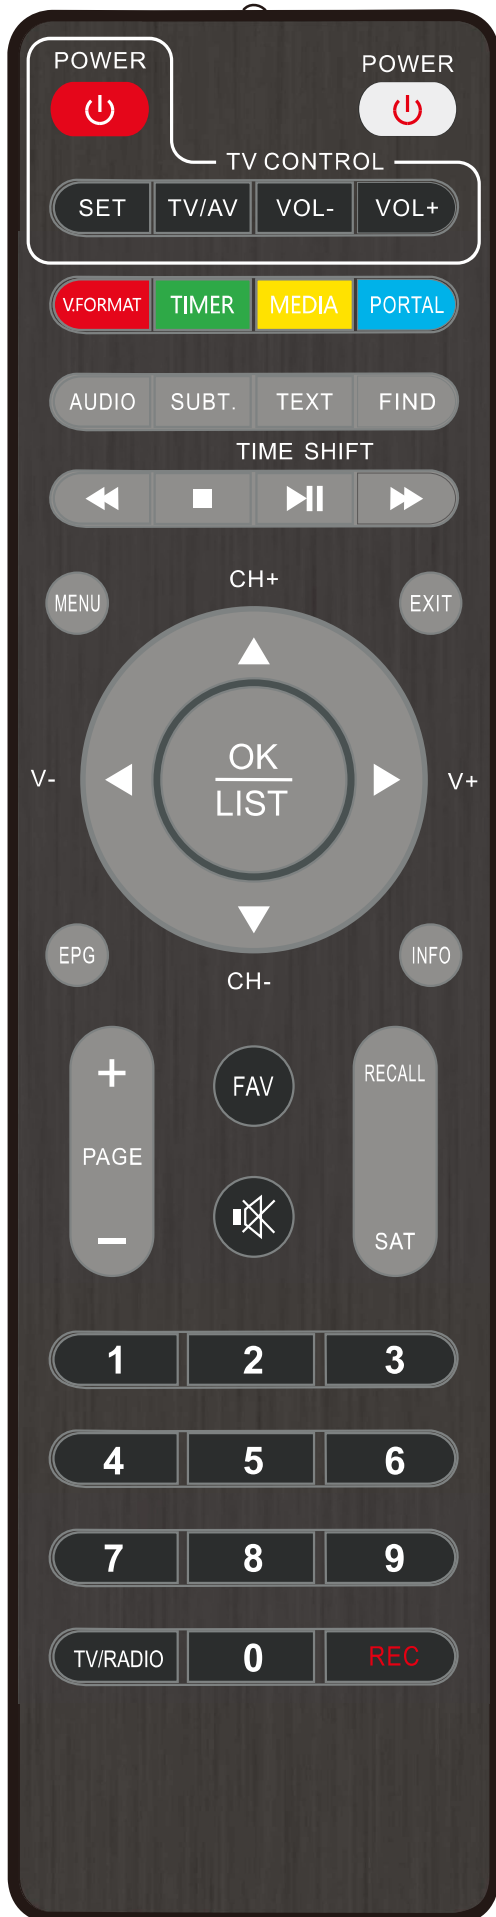 POWER POWER
TV CONTROL
SET TV/AV VOL- VOL+
V.FORMAT TIMER MEDIA PORTAL
AUDIO SUBT. TEXT FIND
TIME SHIFT
CH+
MENU EXIT
OK
V- V+
LIST
EPG INFO
CH-
+ FAV RECALL
PAGE
- SAT
1 2 3
4 5 6
7 8 9
TV/RADIO 0 REC